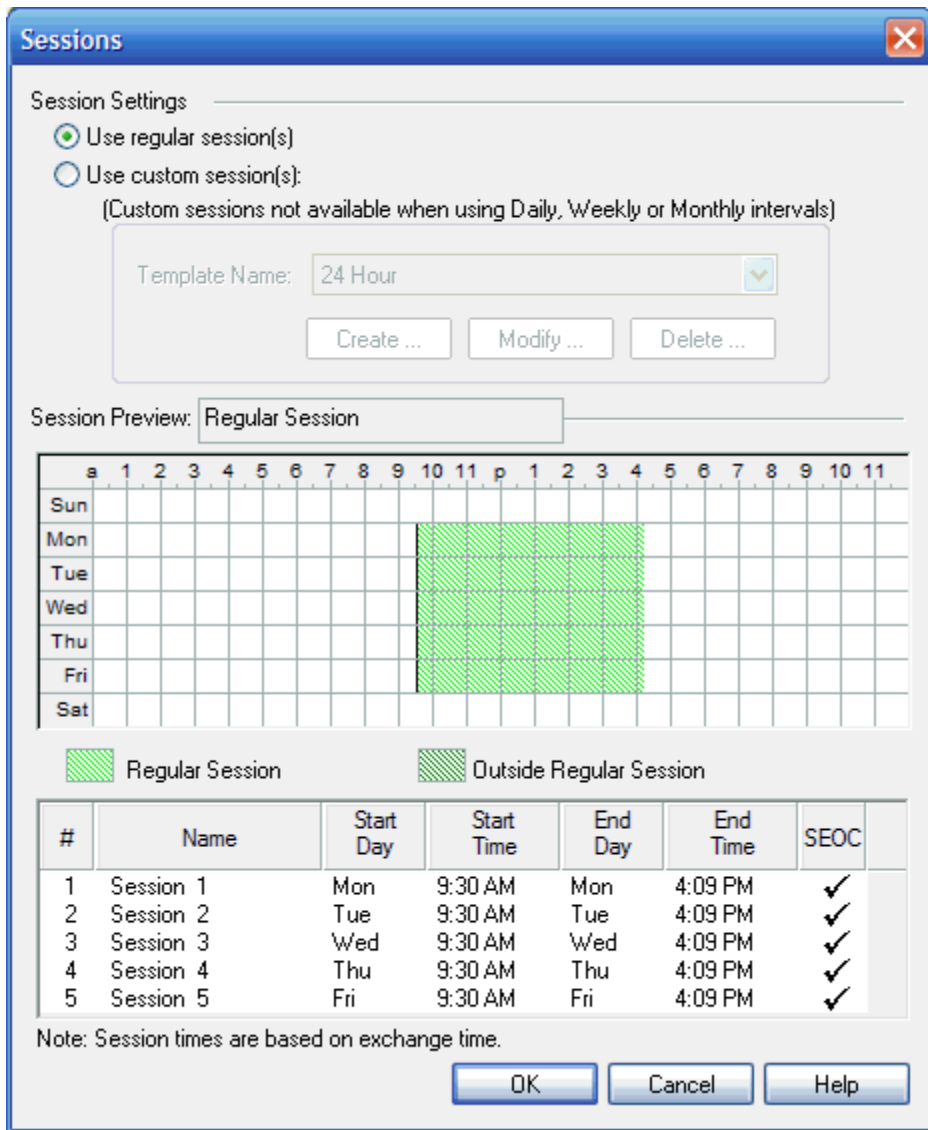 Sessions
Session Settings
Use regular session(s)
Use custom session(s):
(Custom sessions not available when using Daily, Weekly or Monthly intervals)
Template Name: 24 Hour
Create ... Modify ... Delete ...
Session Preview: Regular Session
a 1 2 3 4 5 6 7 8 9 10 11 p 1 2 3 4 5 6 7 8 9 10 11
Sun
Mon
Tue
Wed
Thu
Fri
Sat
Regular Session Outside Regular Session
# Name Start Day Start Time End Day End Time SEOC
1 Session 1 Mon 9:30 AM Mon 4:09 PM ✓
2 Session 2 Tue 9:30 AM Tue 4:09 PM ✓
3 Session 3 Wed 9:30 AM Wed 4:09 PM ✓
4 Session 4 Thu 9:30 AM Thu 4:09 PM ✓
5 Session 5 Fri 9:30 AM Fri 4:09 PM ✓
Note: Session times are based on exchange time.
OK Cancel Help